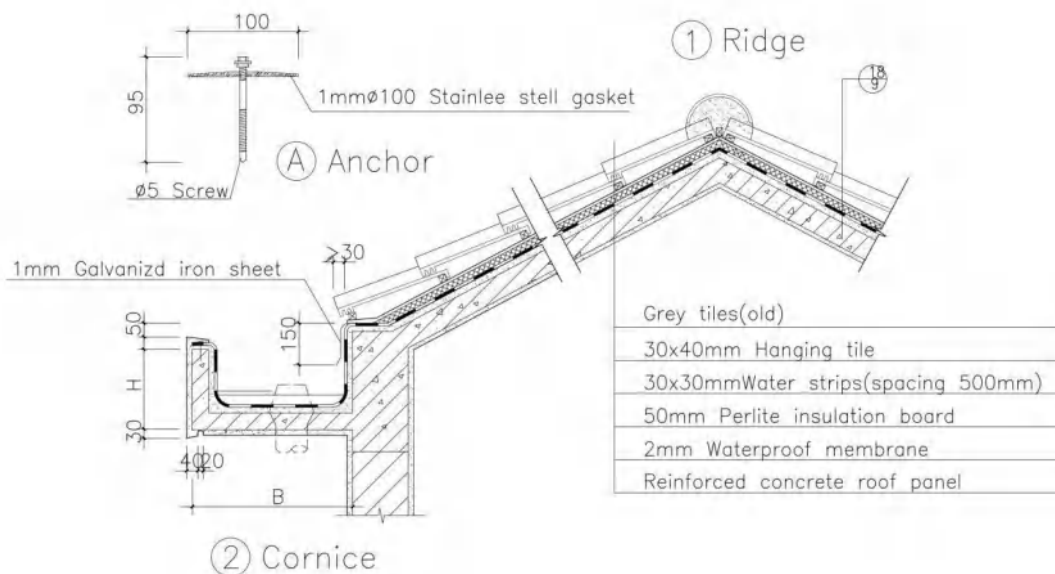 100
95
1mmø100 Stainlee stell gasket
ø5 Screw
A Anchor
1 Ridge
18
9
>30
1mm Galvanizd iron sheet
50
150
H
30
40 20
B
2 Cornice
Grey tiles(old)
30x40mm Hanging tile
30x30mmWater strips(spacing 500mm)
50mm Perlite insulation board
2mm Waterproof membrane
Reinforced concrete roof panel